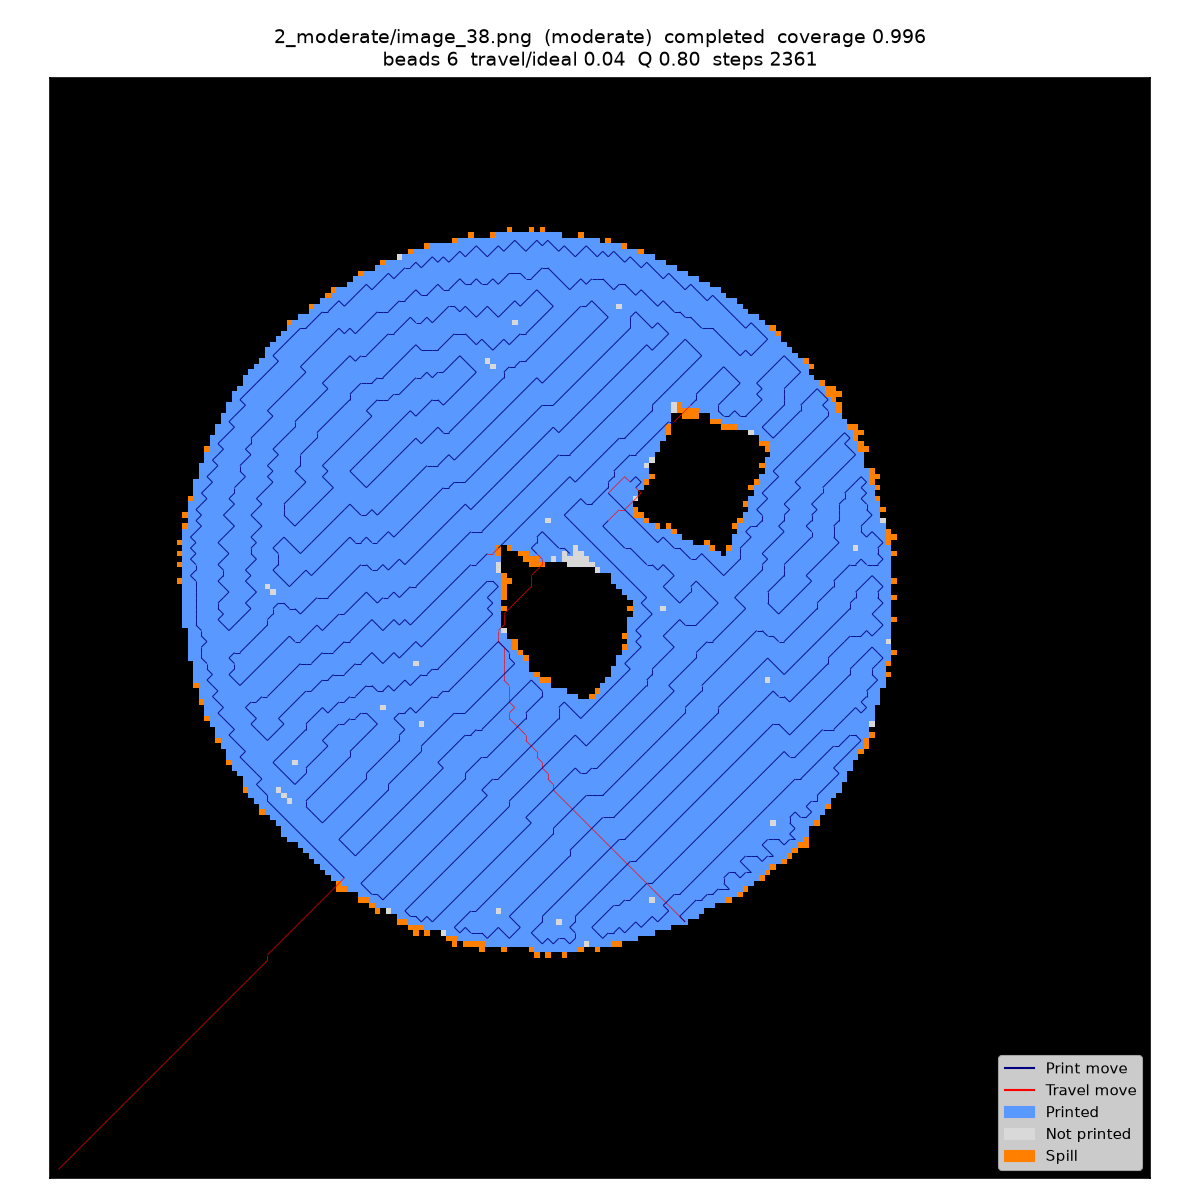 2_moderate/image_38.png  (moderate)  completed  coverage 0.996
beads 6  travel/ideal 0.04  Q 0.80  steps 2361
Print move
Travel move
Printed
Not printed
Spill